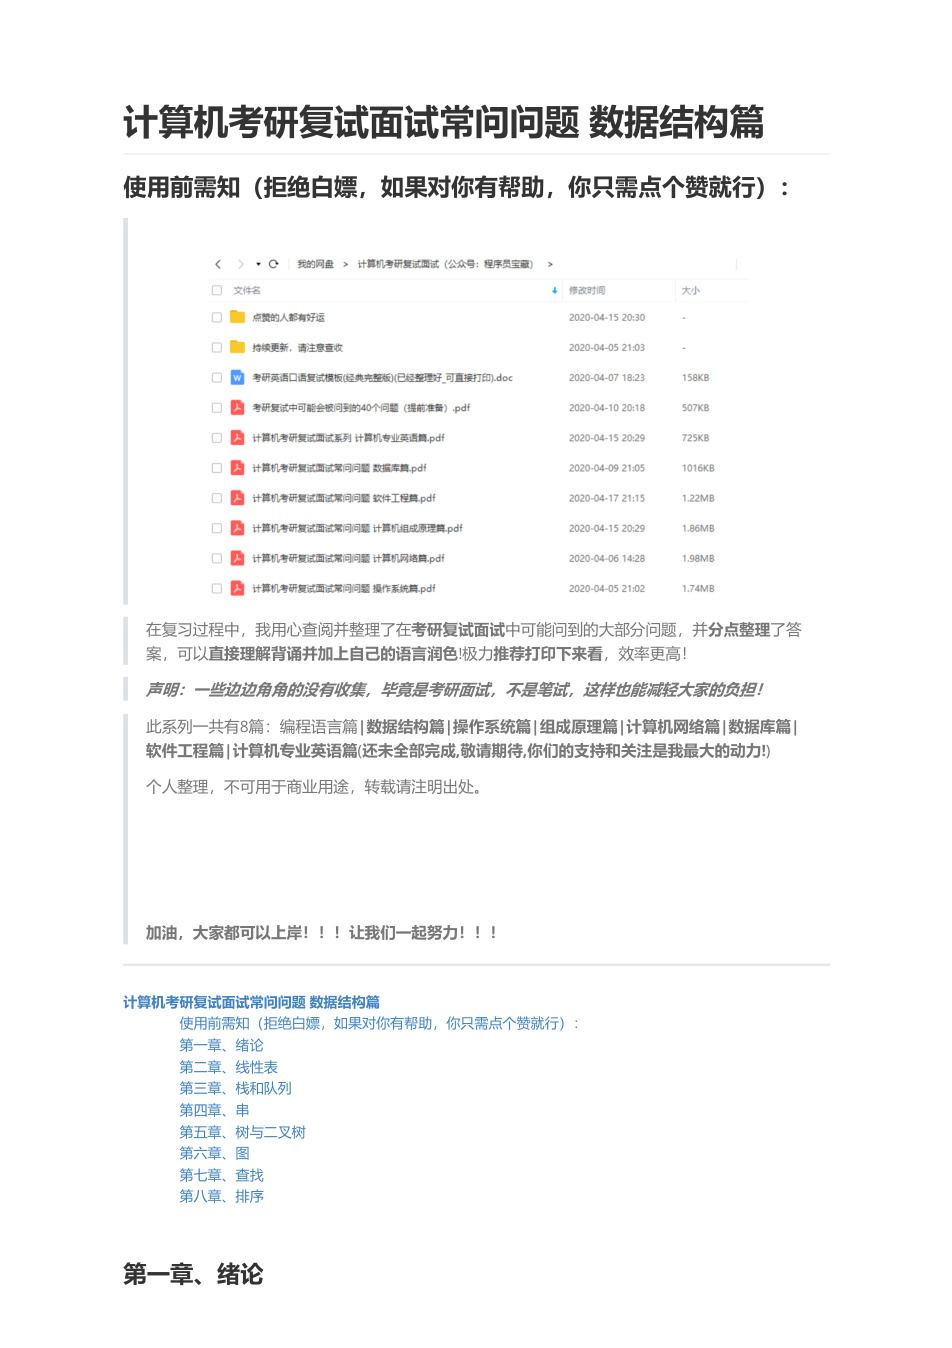 计算机考研复试面试常问问题 数据结构篇
使用前需知（拒绝白嫖，如果对你有帮助，你只需点个赞就行）：
我的网盘 > 计算机考研复试面试（公众号：程序员宝藏） >
文件名 修改时间 大小
点赞的人都有好运 2020-04-15 20:30 -
持续更新，请注意查收 2020-04-05 21:03 -
考研英语口语复试模板(经典完整版)(已经整理好_可直接打印).doc 2020-04-07 18:23 158KB
考研复试中可能会被问到的40个问题（提前准备）.pdf 2020-04-10 20:18 507KB
计算机考研复试面试系列 计算机专业英语篇.pdf 2020-04-15 20:29 725KB
计算机考研复试面试常问问题 数据库篇.pdf 2020-04-09 21:05 1016KB
计算机考研复试面试常问问题 软件工程篇.pdf 2020-04-17 21:15 1.22MB
计算机考研复试面试常问问题 计算机组成原理篇.pdf 2020-04-15 20:29 1.86MB
计算机考研复试面试常问问题 计算机网络篇.pdf 2020-04-06 14:28 1.98MB
计算机考研复试面试常问问题 操作系统篇.pdf 2020-04-05 21:02 1.74MB
在复习过程中，我用心查阅并整理了在考研复试面试中可能问到的大部分问题，并分点整理了答
案，可以直接理解背诵并加上自己的语言润色!极力推荐打印下来看，效率更高！
声明：一些边边角角的没有收集，毕竟是考研面试，不是笔试，这样也能减轻大家的负担！
此系列一共有8篇：编程语言篇|数据结构篇|操作系统篇|组成原理篇|计算机网络篇|数据库篇|
软件工程篇|计算机专业英语篇(还未全部完成,敬请期待,你们的支持和关注是我最大的动力!)
个人整理，不可用于商业用途，转载请注明出处。
加油，大家都可以上岸！！！让我们一起努力！！！
计算机考研复试面试常问问题 数据结构篇
使用前需知（拒绝白嫖，如果对你有帮助，你只需点个赞就行）：
第一章、绪论
第二章、线性表
第三章、栈和队列
第四章、串
第五章、树与二叉树
第六章、图
第七章、查找
第八章、排序
第一章、绪论